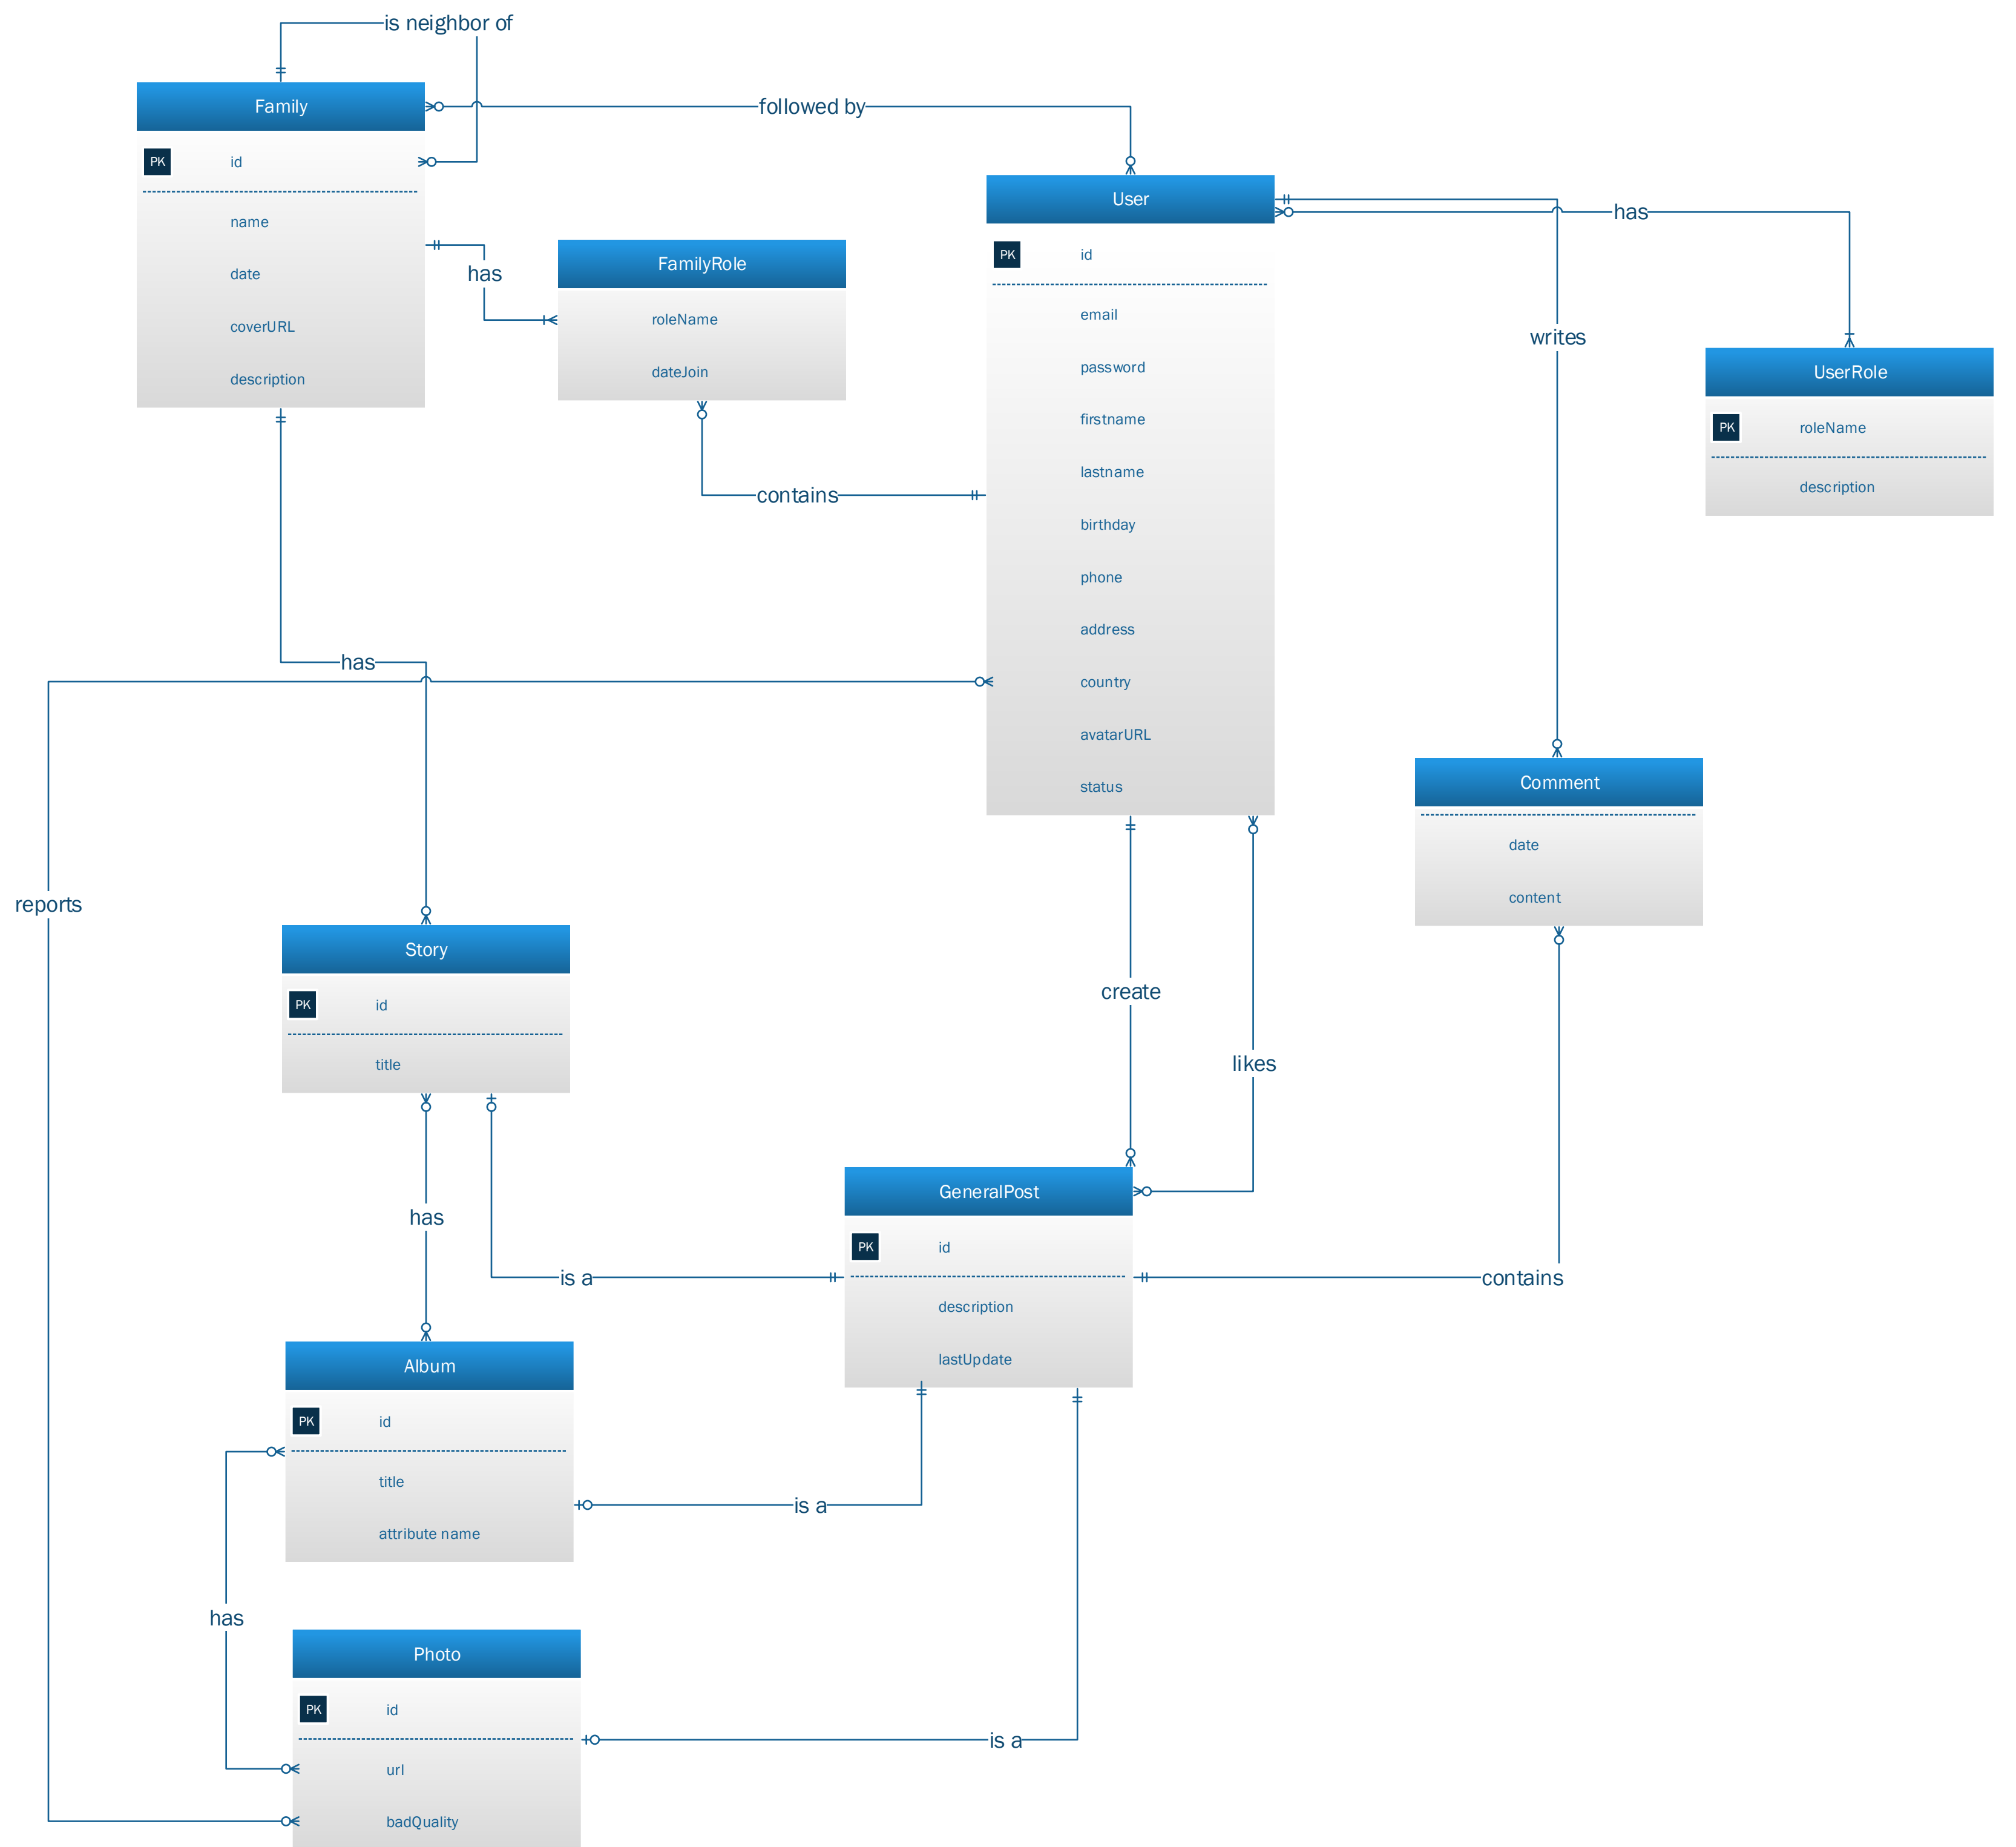 is neighbor of
Family
PK id
name
date
coverURL
description
followed by
has
FamilyRole
roleName
dateJoin
contains
User
PK id
email
password
firstname
lastname
birthday
phone
address
country
avatarURL
status
has
writes
UserRole
PK roleName
description
has
reports
Comment
date
content
Story
PK id
title
create
likes
has
is a
GeneralPost
PK id
description
lastUpdate
contains
Album
PK id
title
attribute name
is a
has
Photo
PK id
url
badQuality
is a